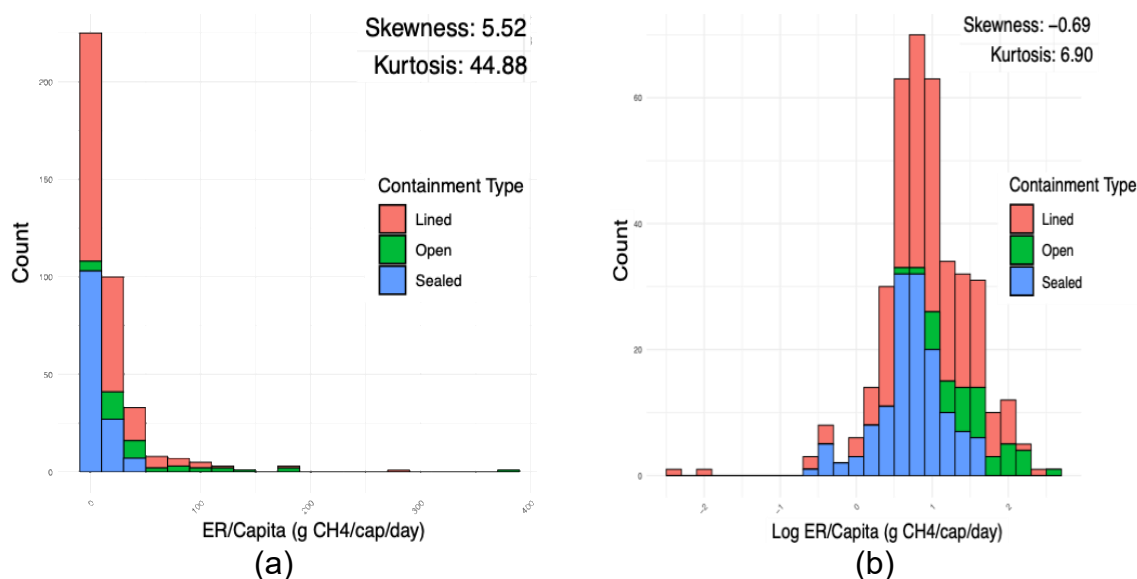 Skewness: 5.52
Kurtosis: 44.88
Containment Type
Lined
Open
Sealed
Count
200
150
100
50
0
0
100
200
300
400
ER/Capita (g CH4/cap/day)
(a)
Skewness: −0.69
Kurtosis: 6.90
Containment Type
Lined
Open
Sealed
Count
60
40
20
0
−2
−1
0
1
2
Log ER/Capita (g CH4/cap/day)
(b)